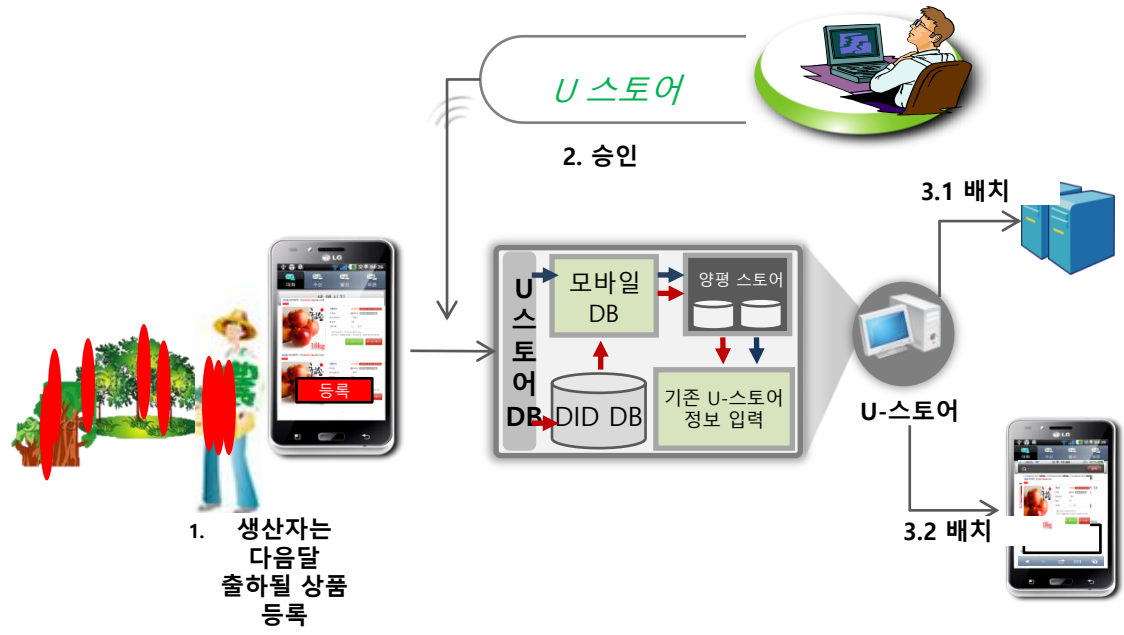 U 스토어
2. 승인
3.1 배치
LG
등록
10kg
U
스
토
어
DB
모바일
DB
양평 스토어
DID DB
기존 U-스토어
정보 입력
U-스토어
3.2 배치
LG
1. 생산자는
다음달
출하될 상품
등록